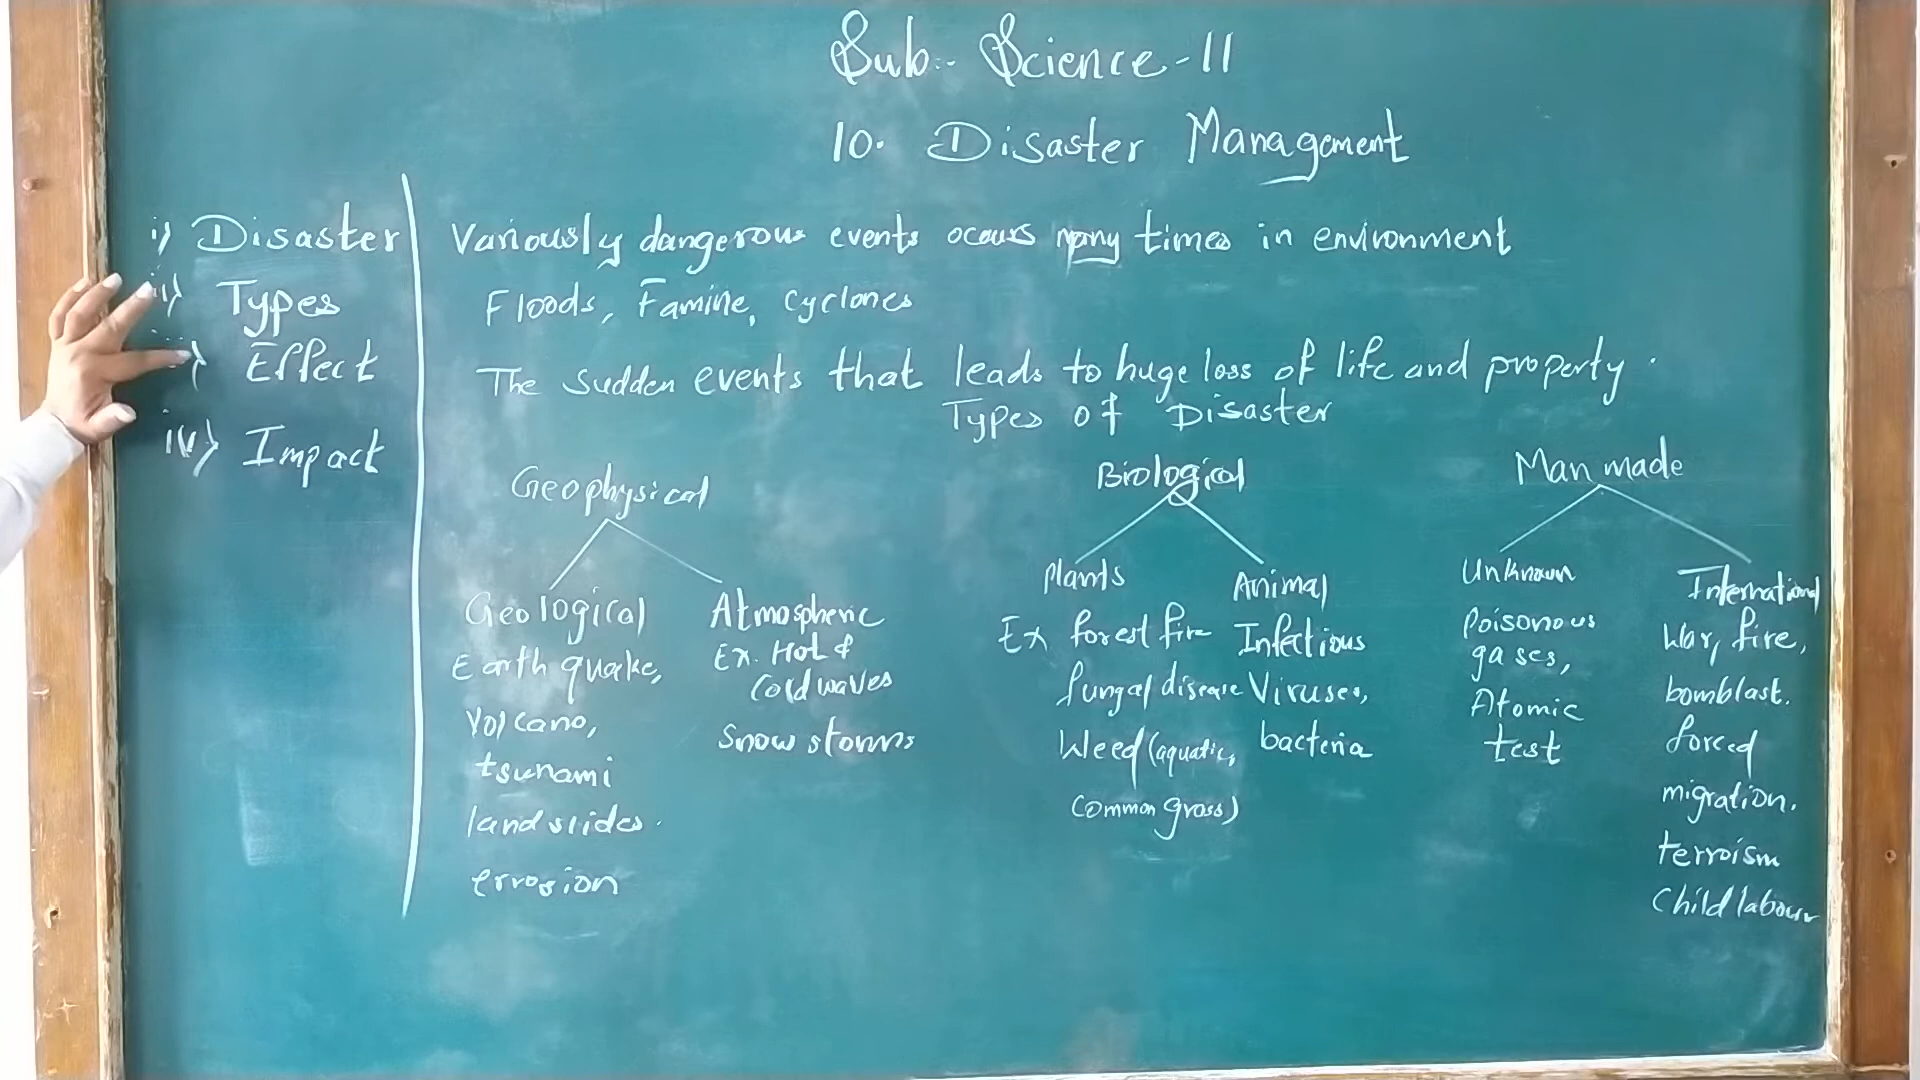 Sub:- Science-II
10. Disaster Management
i) Disaster
ii) Types
Effect
iv) Impact
Variously dangerous events ocours many times in environment
Floods, Famine, cyclones
The sudden events that leads to huge loss of life and property.
Types of Disaster
Geophysical
Geological
Earth quake,
Volcano,
tsunami
landslides.
errosion
Atmospheric
Ex. Hot &
Cold waves
Snow storms
Biological
Plants
Ex forest fire
fungal disease
Weed (aquatic,
Common grass)
Animal
Infectious
Viruses,
bacteria
Man made
Unknown
Poisonous
gases,
Atomic
test
International
War, fire,
bomblast.
forced
migration.
terroism
Child labour